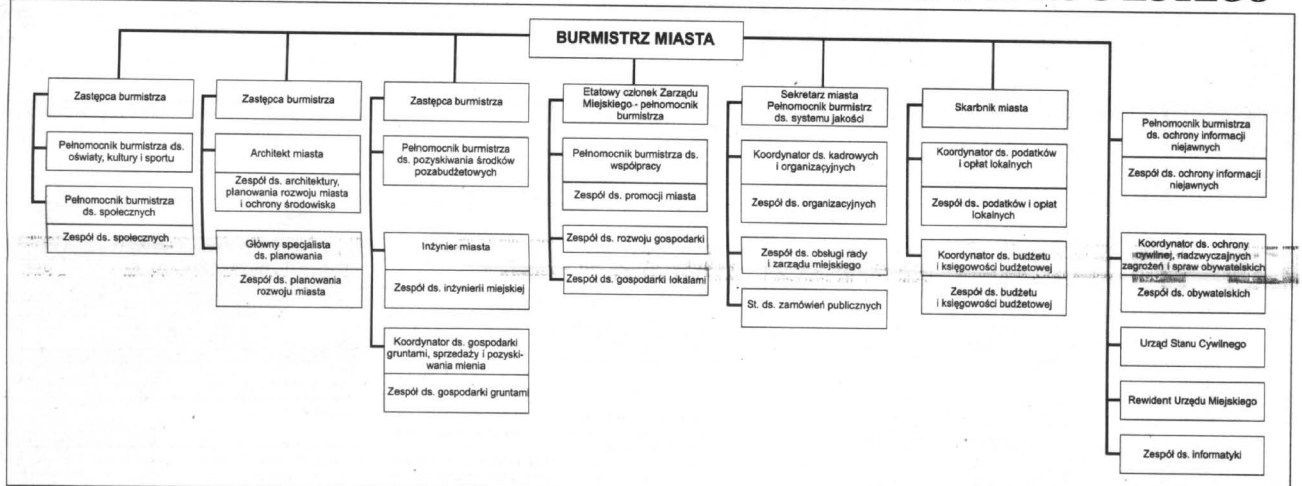 BURMISTRZ MIASTA
Zastępca burmistrza
Pełnomocnik burmistrza ds.
oświaty, kultury i sportu
Pełnomocnik burmistrza
ds. społecznych
Zespół ds. społecznych
Zastępca burmistrza
Architekt miasta
Zespół ds. architektury,
planowania rozwoju miasta
i ochrony środowiska
Główny specjalista
ds. planowania
Zespół ds. planowania
rozwoju miasta
Zastępca burmistrza
Pełnomocnik burmistrza
ds. pozyskiwania środków
pozabudżetowych
Inżynier miasta
Zespół ds. inżynierii miejskiej
Koordynator ds. gospodarki
gruntami, sprzedaży i pozyski-
wania mienia
Zespół ds. gospodarki gruntami
Etatowy członek Zarządu
Miejskiego - pełnomocnik
burmistrza
Pełnomocnik burmistrza ds.
współpracy
Zespół ds. promocji miasta
Zespół ds. rozwoju gospodarki
Zespół ds. gospodarki lokalami
Sekretarz miasta
Pełnomocnik burmistrz
ds. systemu jakości
Koordynator ds. kadrowych
i organizacyjnych
Zespół ds. organizacyjnych
Zespół ds. obsługi rady
i zarządu miejskiego
St. ds. zamówień publicznych
Skarbnik miasta
Koordynator ds. podatków
i opłat lokalnych
Zespół ds. podatków i opłat
lokalnych
Koordynator ds. budżetu
i księgowości budżetowej
Zespół ds. budżetu
i księgowości budżetowej
Pełnomocnik burmistrza
ds. ochrony informacji
niejawnych
Zespół ds. ochrony informacji
niejawnych
Koordynator ds. ochrony
cywilnej, nadzwyczajnych
zagrożeń i spraw obywatelskich
Zespół ds. obywatelskich
Urząd Stanu Cywilnego
Rewident Urzędu Miejskiego
Zespół ds. informatyki